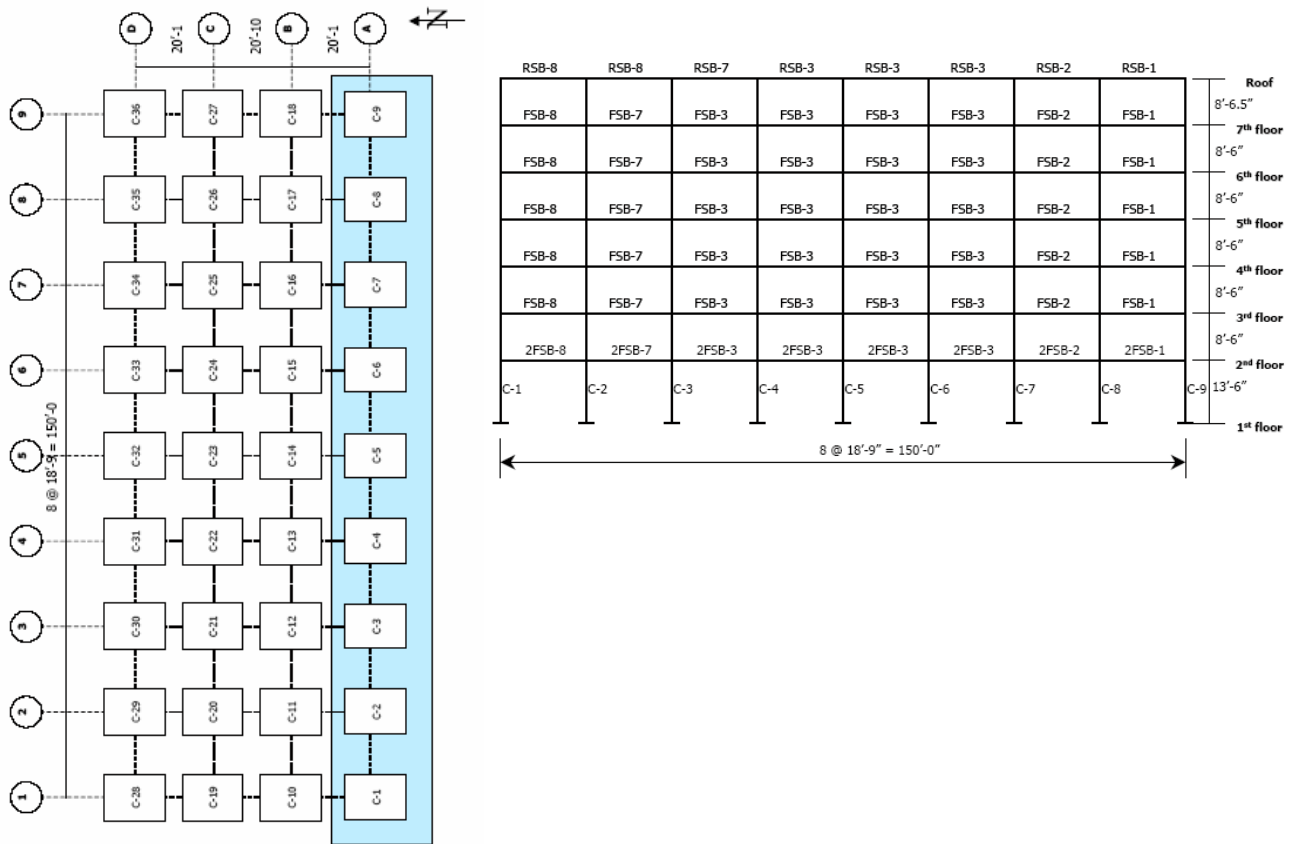 D
C
B
A
N
20'-1
20'-10
20'-1
9
C-36
C-27
C-18
C-9
8
C-35
C-26
C-17
C-8
7
C-34
C-25
C-16
C-7
6
C-33
C-24
C-15
C-6
8 @ 18'-9 = 150'-0
5
C-32
C-23
C-14
C-5
4
C-31
C-22
C-13
C-4
3
C-30
C-21
C-12
C-3
2
C-29
C-20
C-11
C-2
1
C-28
C-19
C-10
C-1
RSB-8 RSB-8 RSB-7 RSB-3 RSB-3 RSB-3 RSB-2 RSB-1
Roof
8'-6.5"
FSB-8 FSB-7 FSB-3 FSB-3 FSB-3 FSB-3 FSB-2 FSB-1
7th floor
8'-6"
FSB-8 FSB-7 FSB-3 FSB-3 FSB-3 FSB-3 FSB-2 FSB-1
6th floor
8'-6"
FSB-8 FSB-7 FSB-3 FSB-3 FSB-3 FSB-3 FSB-2 FSB-1
5th floor
8'-6"
FSB-8 FSB-7 FSB-3 FSB-3 FSB-3 FSB-3 FSB-2 FSB-1
4th floor
8'-6"
FSB-8 FSB-7 FSB-3 FSB-3 FSB-3 FSB-3 FSB-2 FSB-1
3rd floor
8'-6"
2FSB-8 2FSB-7 2FSB-3 2FSB-3 2FSB-3 2FSB-3 2FSB-2 2FSB-1
2nd floor
C-1 C-2 C-3 C-4 C-5 C-6 C-7 C-8 C-9 13'-6"
1st floor
8 @ 18'-9" = 150'-0"